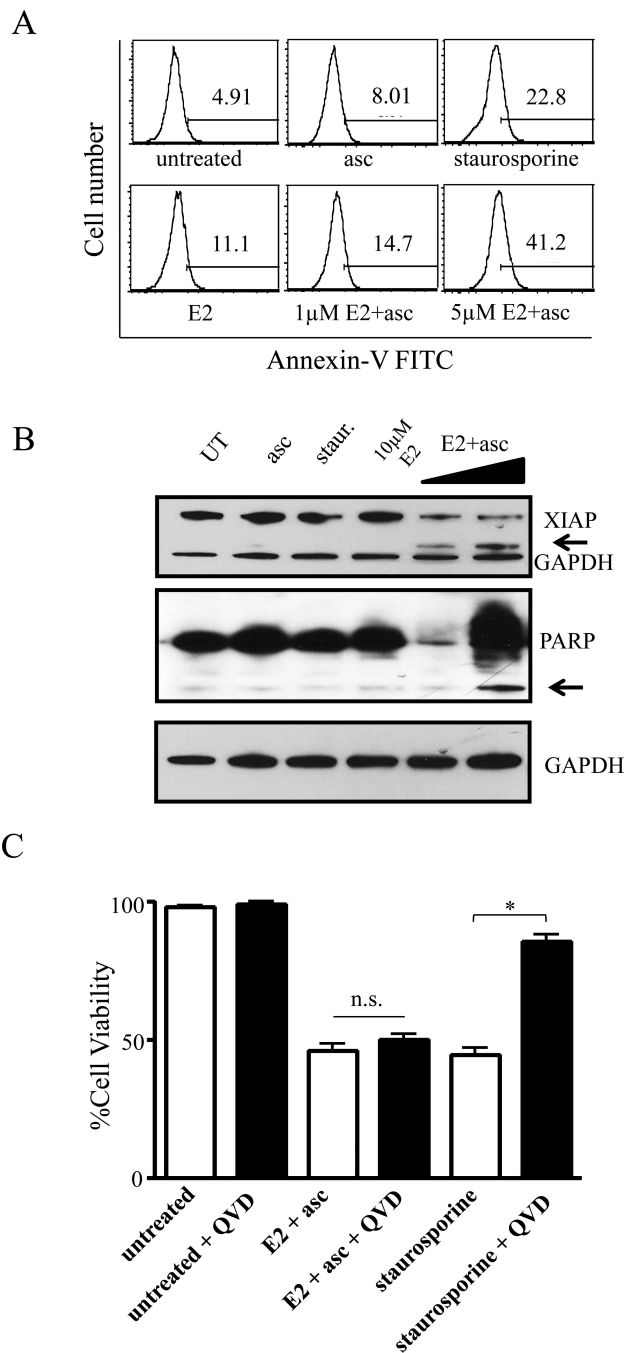 A
4.91
8.01
22.8
untreated
asc
staurosporine
11.1
14.7
41.2
E2
1µM E2+asc
5µM E2+asc
Cell number
Annexin-V FITC
B
UT
asc
staur.
10µM
E2
E2+asc
XIAP
GAPDH
PARP
GAPDH
C
%Cell Viability
100
50
0
n.s.
*
untreated
untreated + QVD
E2 + asc
E2 + asc + QVD
staurosporine
staurosporine + QVD